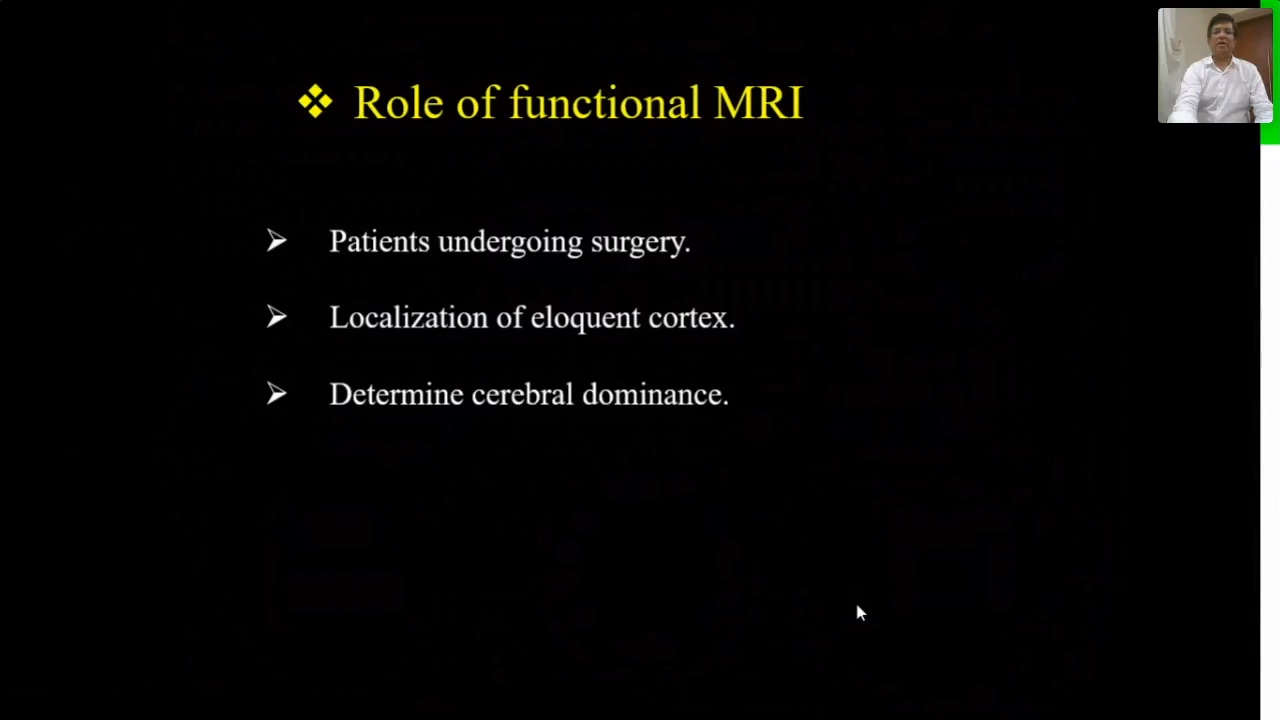 Role of functional MRI
Patients undergoing surgery.
Localization of eloquent cortex.
Determine cerebral dominance.